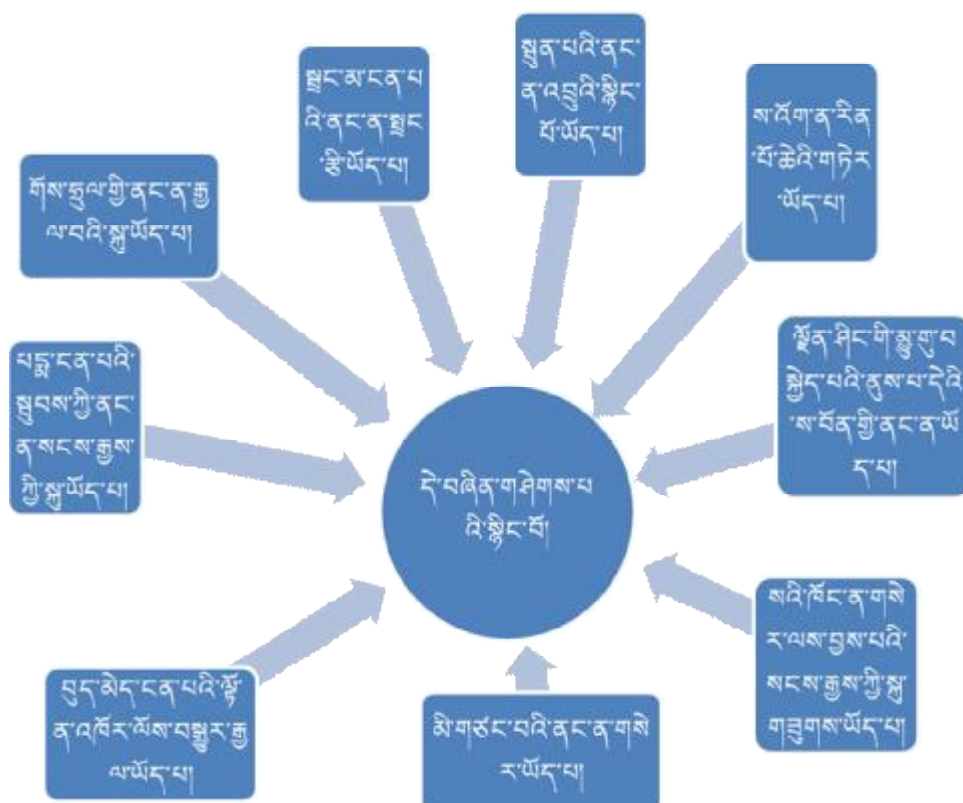 སྦྲང་མ་ངན་པ
འི་ནང་ན་སྦྲང
་རྩི་ཡོད་པ།
སྦུན་པའི་ནང་
ན་འབྲུའི་སྙིང་
པོ་ཡོད་པ།
ས་འོག་ན་རིན
་པོ་ཆེའི་གཏེར
་ཡོད་པ།
གོས་ཧྲུལ་གྱི་ནང་ན་རྒྱ
ལ་བའི་སྐུ་ཡོད་པ།
ལྗོན་ཤིང་གི་མྱུ་གུ་བ
སྐྱེད་པའི་ནུས་པ་དེའི
་ས་བོན་གྱི་ནང་ན་ཡོ
ད་པ།
པདྨ་ངན་པའི་
སྦུབས་ཀྱི་ནང་
ན་སངས་རྒྱས་
ཀྱི་སྐུ་ཡོད་པ།
དེ་བཞིན་གཤེགས་པ
འི་སྙིང་པོ།
སའི་ཁོང་ན་གསེ
ར་ལས་བྱས་པའི་
སངས་རྒྱས་ཀྱི་སྐུ་
གཟུགས་ཡོད་པ།
བུད་མེད་ངན་པའི་ལྟོ་
ན་འཁོར་ལོས་བསྒྱུར་རྒྱ
ལ་ཡོད་པ།
མི་གཙང་བའི་ནང་ན་གསེ
ར་ཡོད་པ།